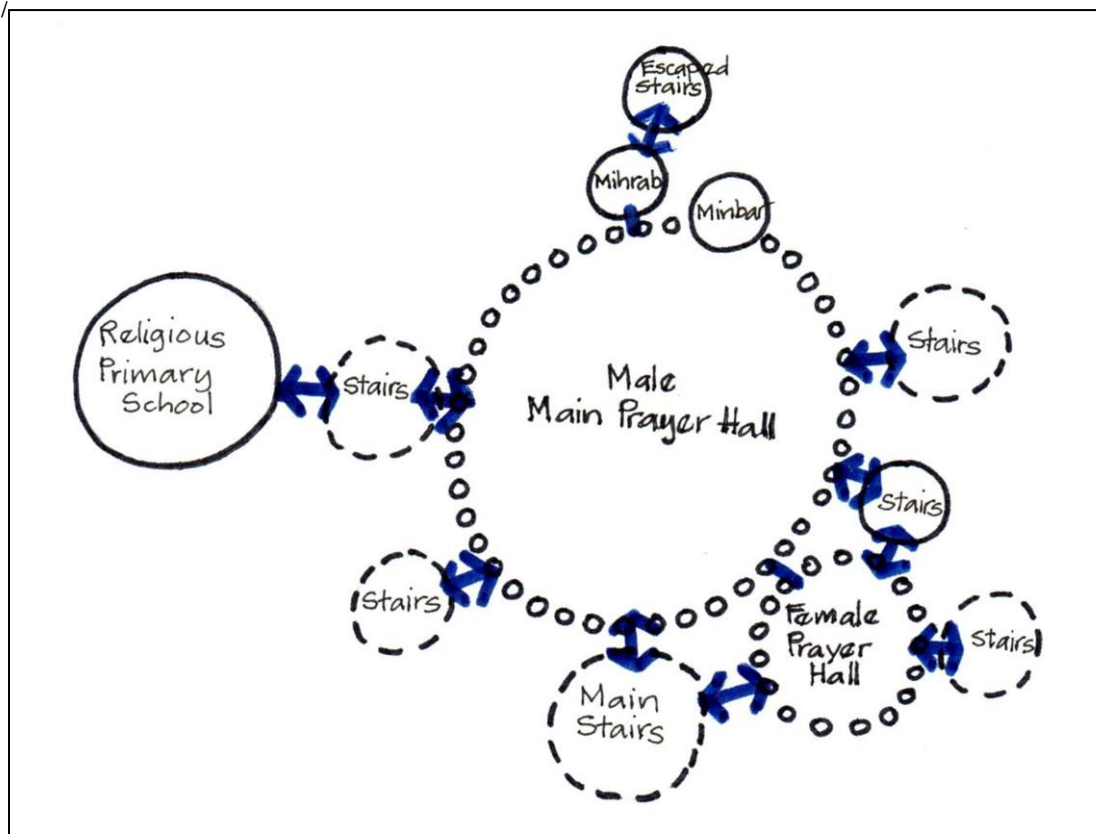 /
Escaped
Stairs
Mihrab
Minbar
Religious
Primary
School
Stairs
Male
Main Prayer Hall
Stairs
Stairs
Stairs
Female
Prayer
Hall
Stairs
Main
Stairs